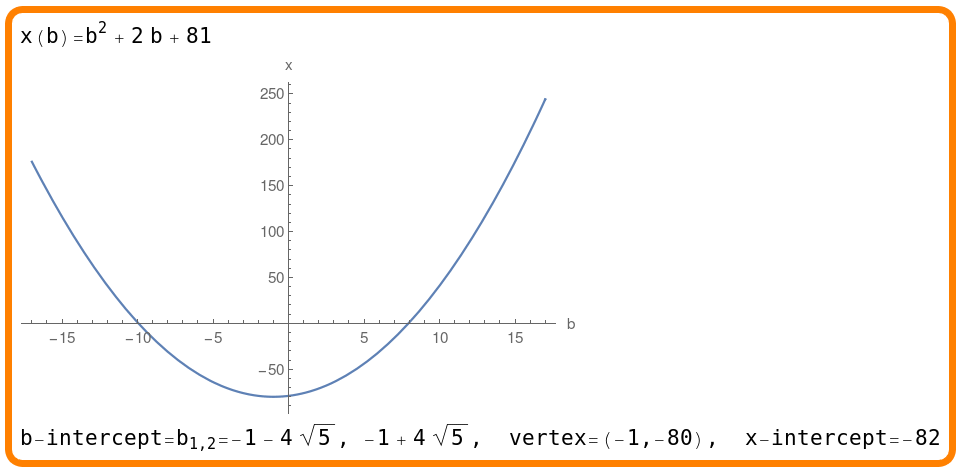 x(b)=b² + 2 b + 81
x
250
200
150
100
50
−15 −10 −5 5 10 15 b
−50
b−intercept=b₁,₂=−1 − 4 √5, −1 + 4 √5, vertex=(−1,−80), x−intercept=−82